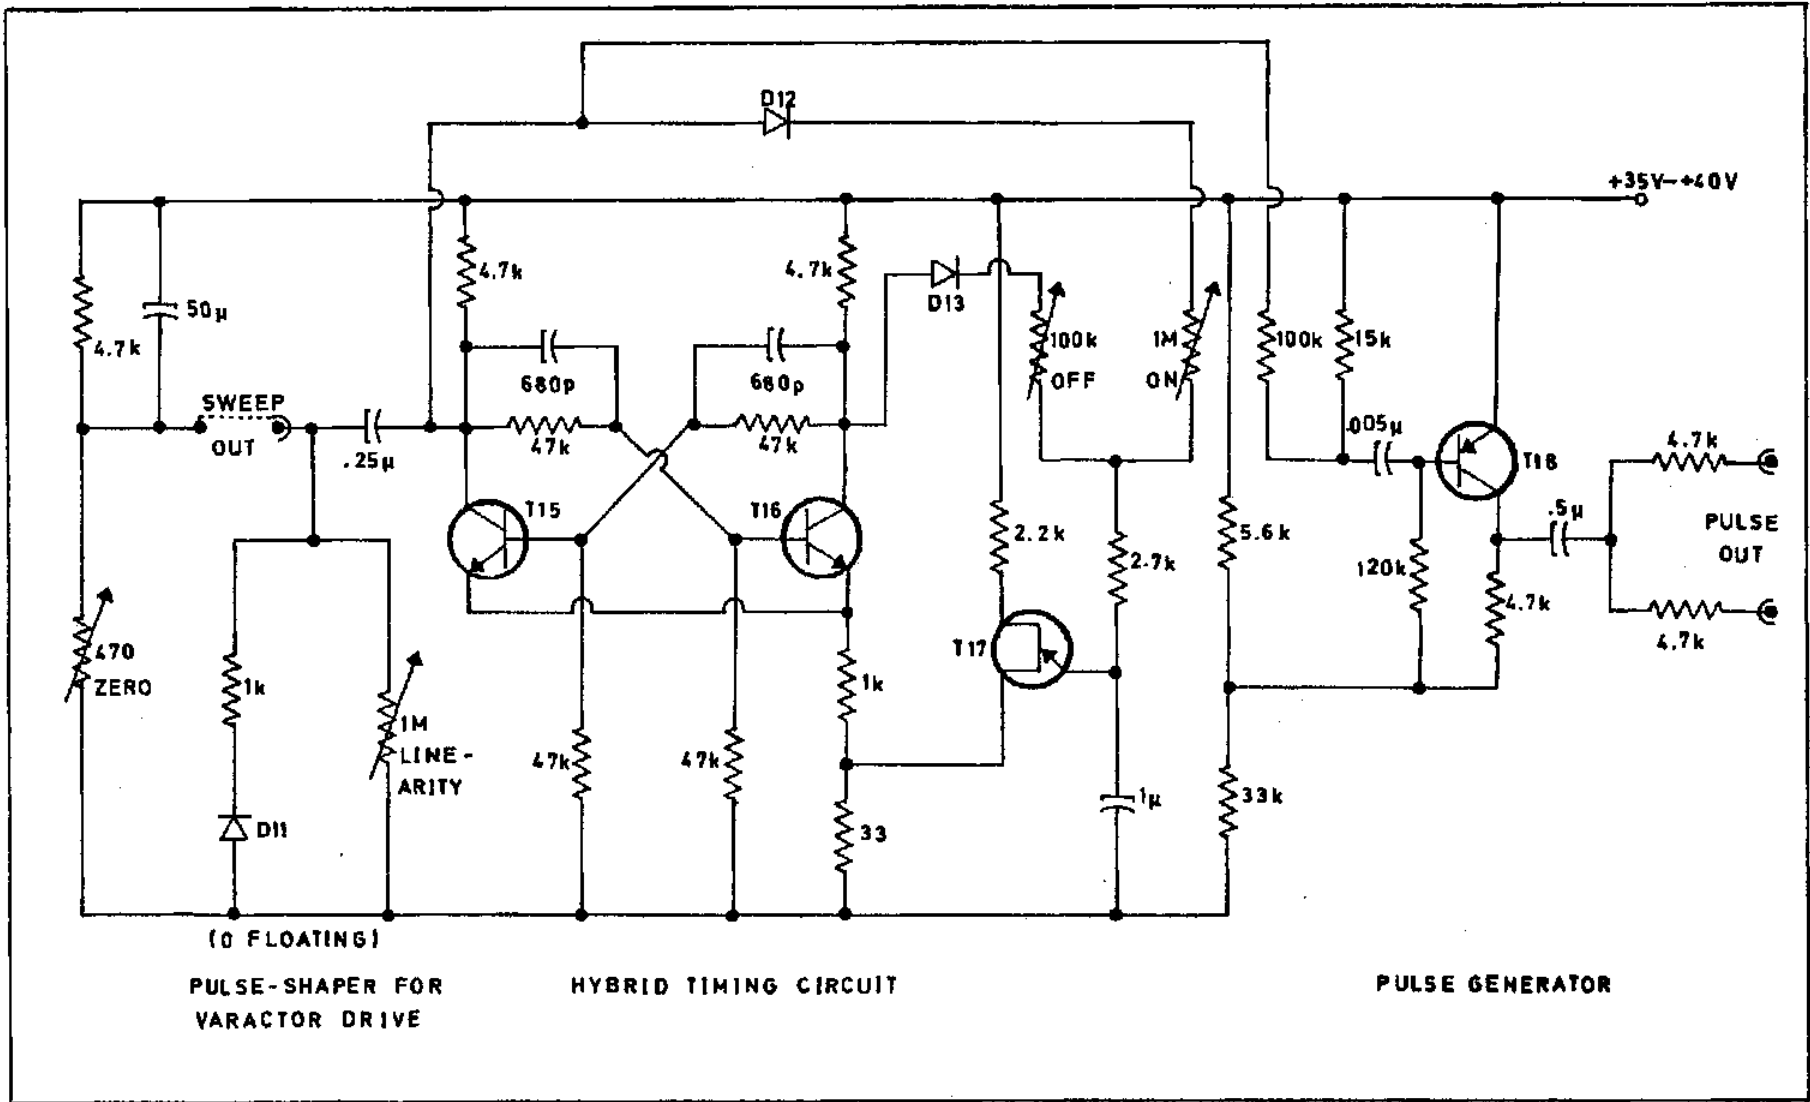 D12
+35V-+40V
4.7k
50µ
4.7k
4.7k
D13
680p
680p
100k
OFF
1M
ON
100k
15k
SWEEP
OUT
.25µ
47k
47k
.005µ
T18
4.7k
T15
T16
2.2k
2.7k
5.6k
120k
.5µ
PULSE
OUT
4.7k
4.7k
470
ZERO
1k
1M
LINE-
ARITY
47k
47k
1k
T17
33
1µ
33k
D11
(0 FLOATING)
PULSE-SHAPER FOR
VARACTOR DRIVE
HYBRID TIMING CIRCUIT
PULSE GENERATOR